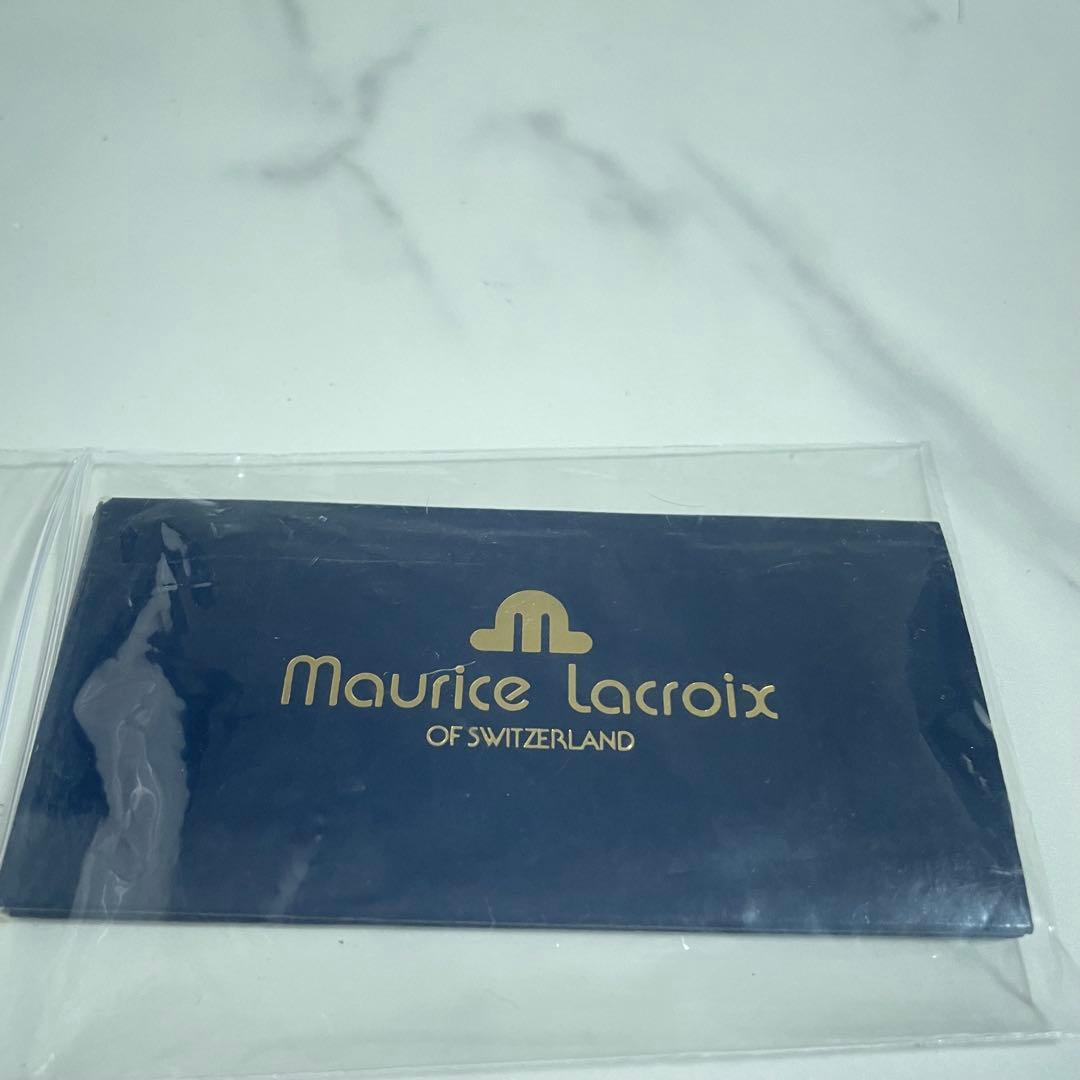 m
Maurice Lacroix
OF SWITZERLAND